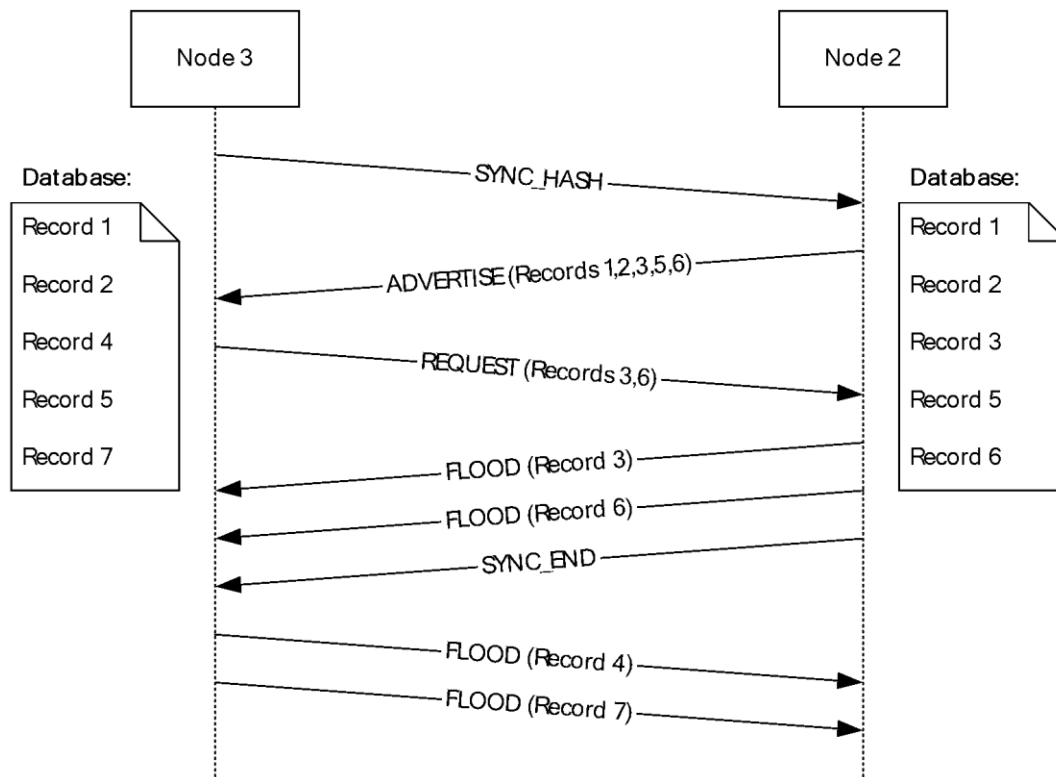 Node 3
Node 2
SYNC_HASH
Database:
Record 1
Record 2
Record 4
Record 5
Record 7
Database:
Record 1
Record 2
Record 3
Record 5
Record 6
ADVERTISE (Records 1,2,3,5,6)
REQUEST (Records 3,6)
FLOOD (Record 3)
FLOOD (Record 6)
SYNC_END
FLOOD (Record 4)
FLOOD (Record 7)